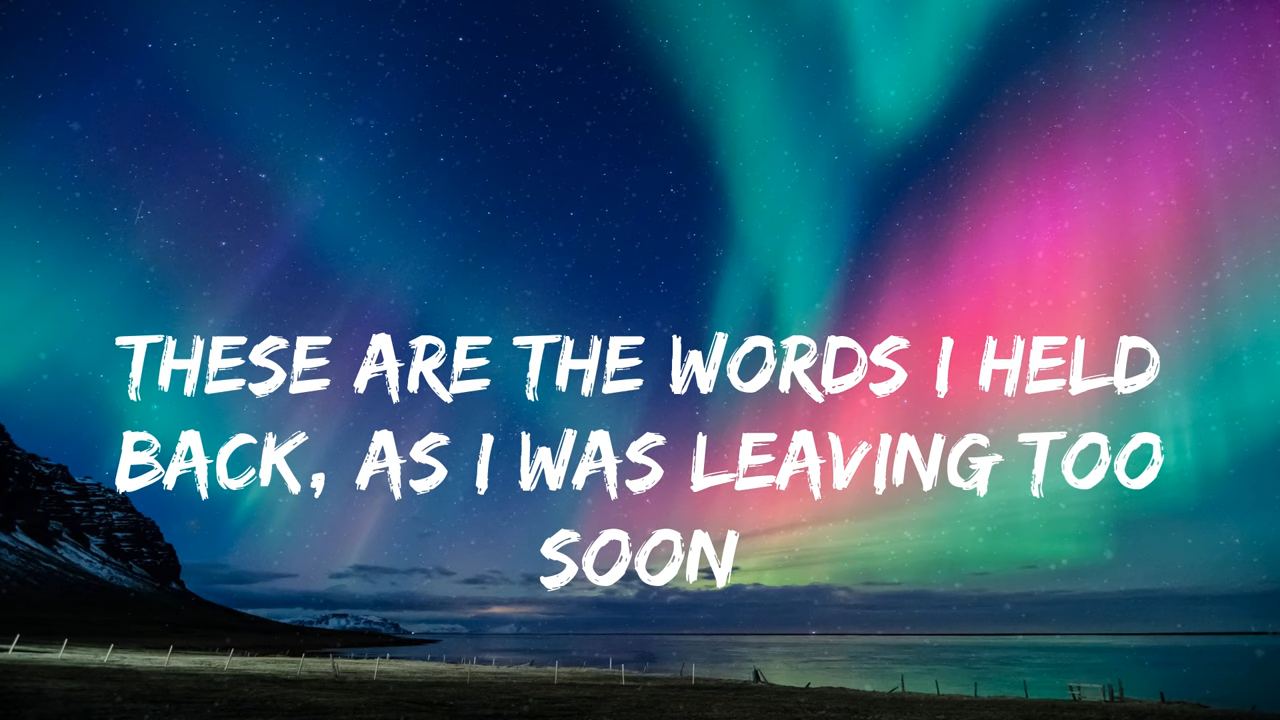 THESE ARE THE WORDS I HELD
BACK, AS I WAS LEAVING TOO
SOON